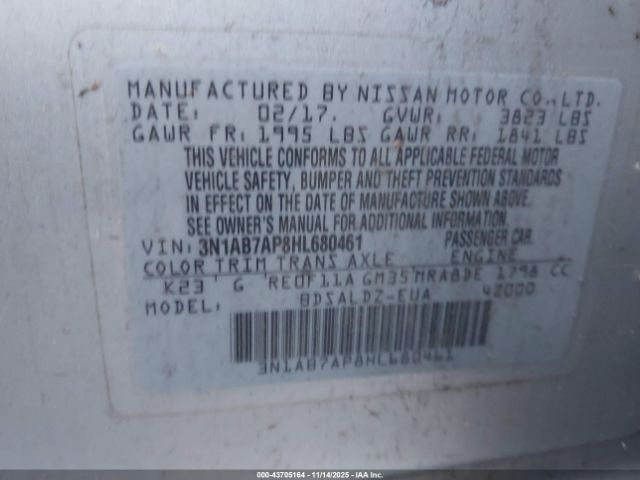 MANUFACTURED BY NISSAN MOTOR CO.,LTD.
DATE: 02/17. GVWR: 3823 LBS
GAWR FR: 1995 LBS GAWR RR: 1841 LBS
THIS VEHICLE CONFORMS TO ALL APPLICABLE FEDERAL MOTOR
VEHICLE SAFETY, BUMPER AND THEFT PREVENTION STANDARDS
IN EFFECT ON THE DATE OF MANUFACTURE SHOWN ABOVE.
SEE OWNER'S MANUAL FOR ADDITIONAL INFORMATION.
VIN: 3N1AB7AP8HL680461 PASSENGER CAR.
COLOR TRIM TRANS AXLE ENGINE
K23 G RE0F11A GM35 MRA8DE 1798 CC
BDSALDZ-EUA 42000
3N1AB7AP8HL680461
000-43705164 - 11/14/2025 - IAA Inc.